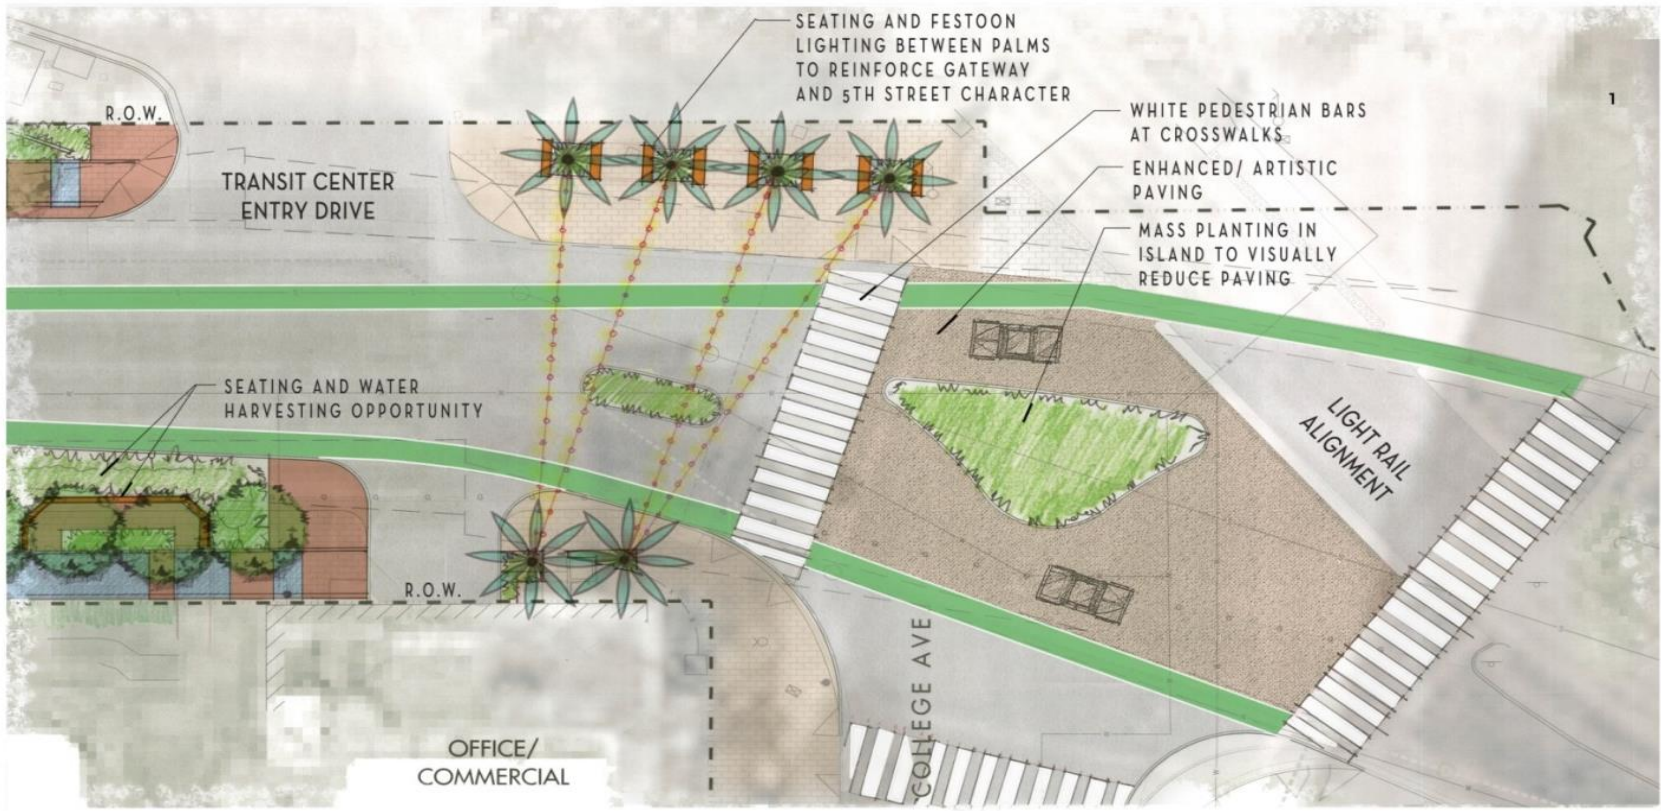 SEATING AND FESTOON
LIGHTING BETWEEN PALMS
TO REINFORCE GATEWAY
AND 5TH STREET CHARACTER
1
WHITE PEDESTRIAN BARS
AT CROSSWALKS
R.O.W.
ENHANCED/ ARTISTIC
PAVING
TRANSIT CENTER
ENTRY DRIVE
MASS PLANTING IN
ISLAND TO VISUALLY
REDUCE PAVING
SEATING AND WATER
HARVESTING OPPORTUNITY
LIGHT RAIL
ALIGNMENT
R.O.W.
COLLEGE AVE
OFFICE/
COMMERCIAL